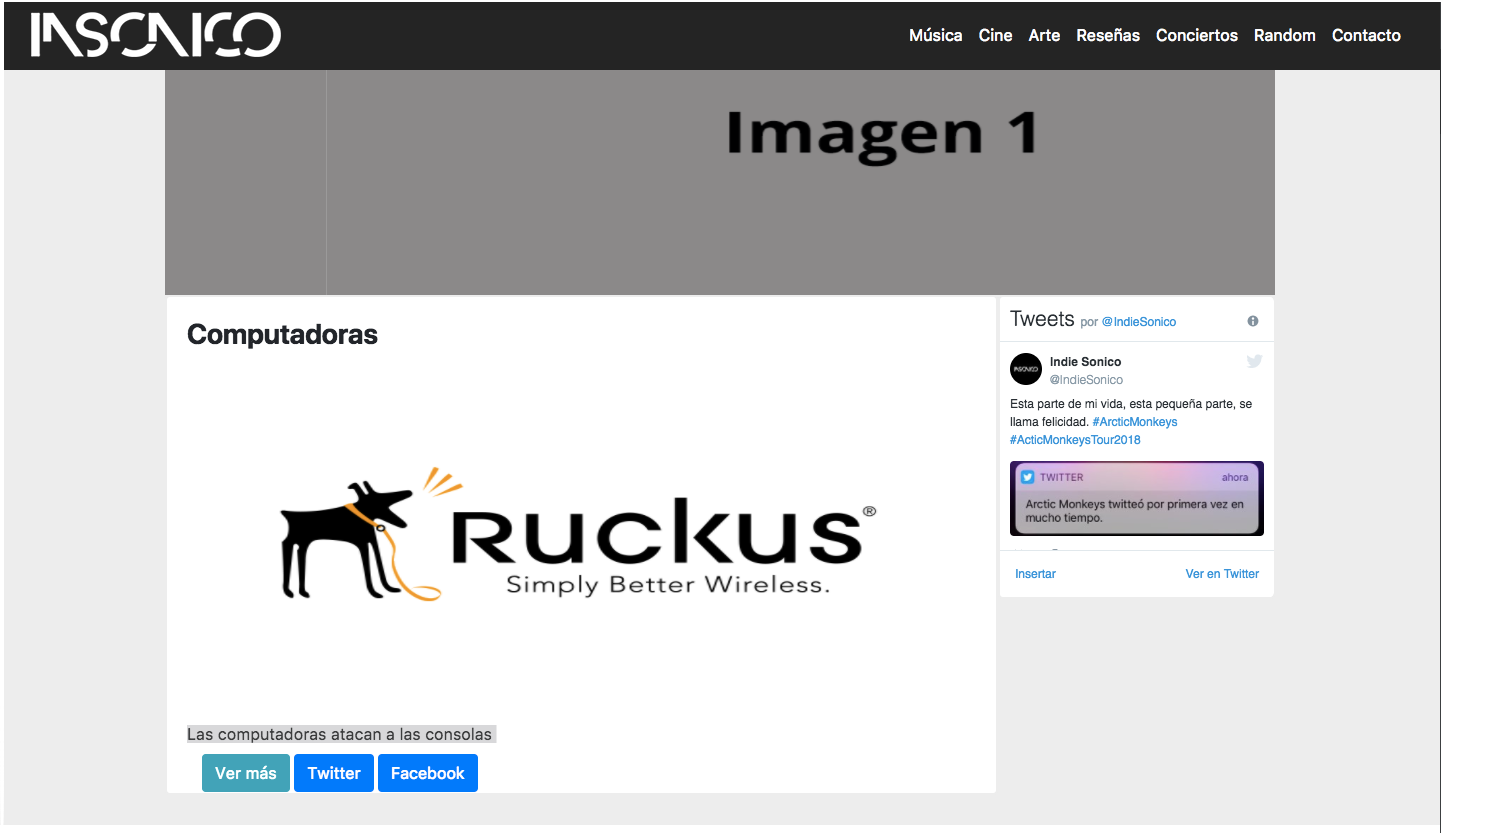 INSONICO
Música Cine Arte Reseñas Conciertos Random Contacto
Imagen 1
Computadoras
RUCKUS®
Simply Better Wireless.
Las computadoras atacan a las consolas
Ver más Twitter Facebook
Tweets por @IndieSonico
INSONICO
Indie Sonico
@IndieSonico
Esta parte de mi vida, esta pequeña parte, se
llama felicidad. #ArcticMonkeys
#ActicMonkeysTour2018
TWITTER ahora
Arctic Monkeys twitteó por primera vez en
mucho tiempo.
Insertar Ver en Twitter